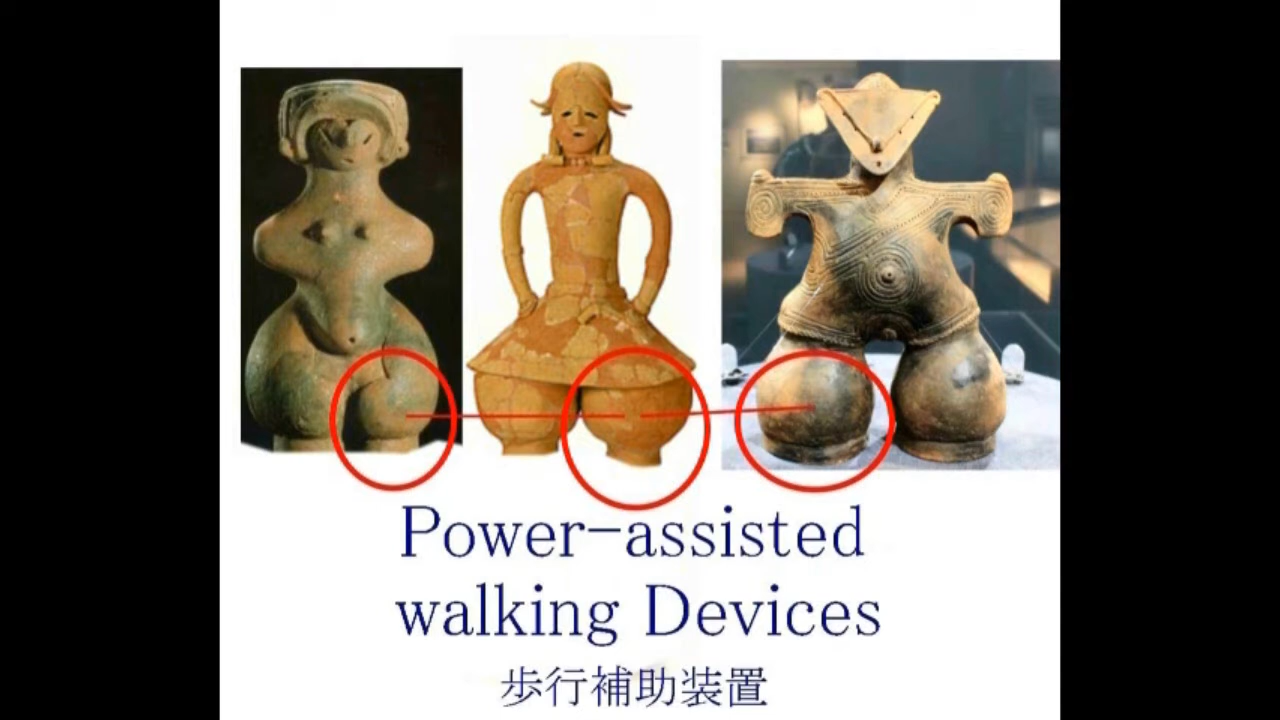 Power-assisted
walking Devices
歩行補助装置